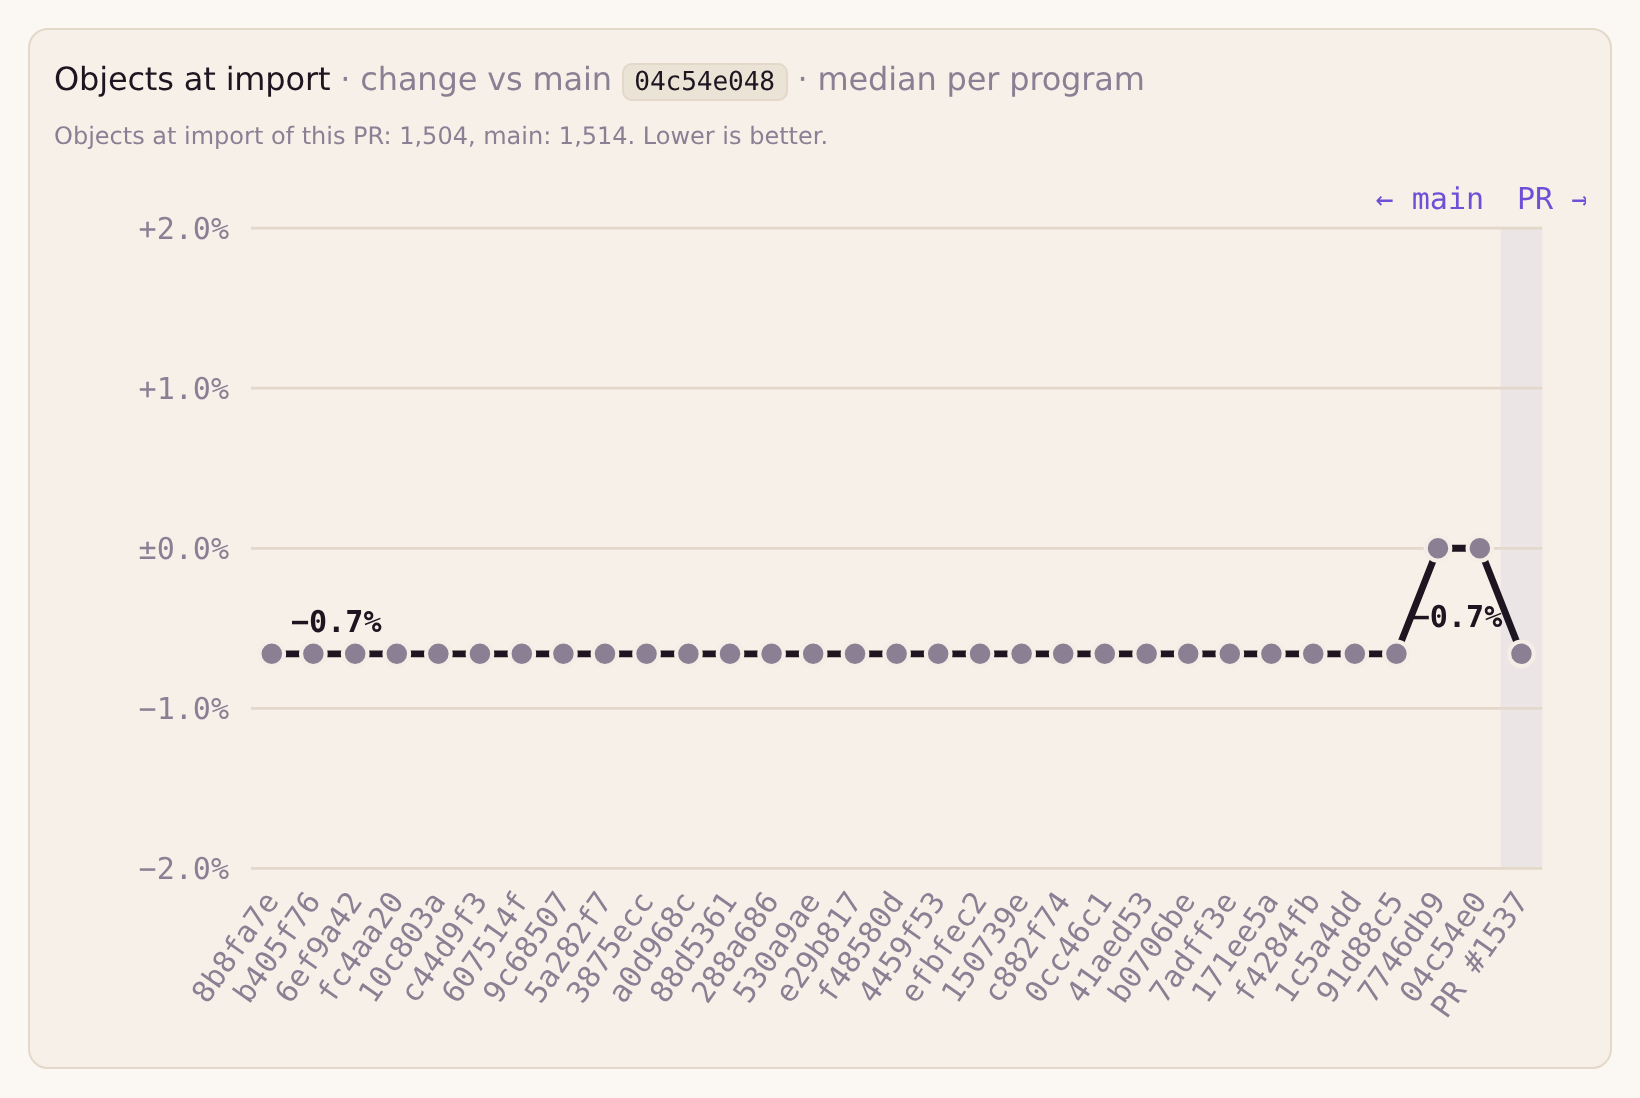 Objects at import · change vs main 04c54e048 · median per program
Objects at import of this PR: 1,504, main: 1,514. Lower is better.
← main PR →
+2.0%
+1.0%
±0.0%
−0.7%
−0.7%
−1.0%
−2.0%
8b8fa7e
b405f76
6ef9a42
fc4aa20
10c803a
c44d9f3
607514f
9c68507
5a282f7
3875ecc
a0d968c
88d5361
288a686
530a9ae
e29b817
f48580d
4459f53
efbfec2
150739e
c882f74
0cc46c1
41aed53
b0706be
7adff3e
171ee5a
f4284fb
1c5a4dd
91d88c5
7746db9
04c54e0
PR #1537